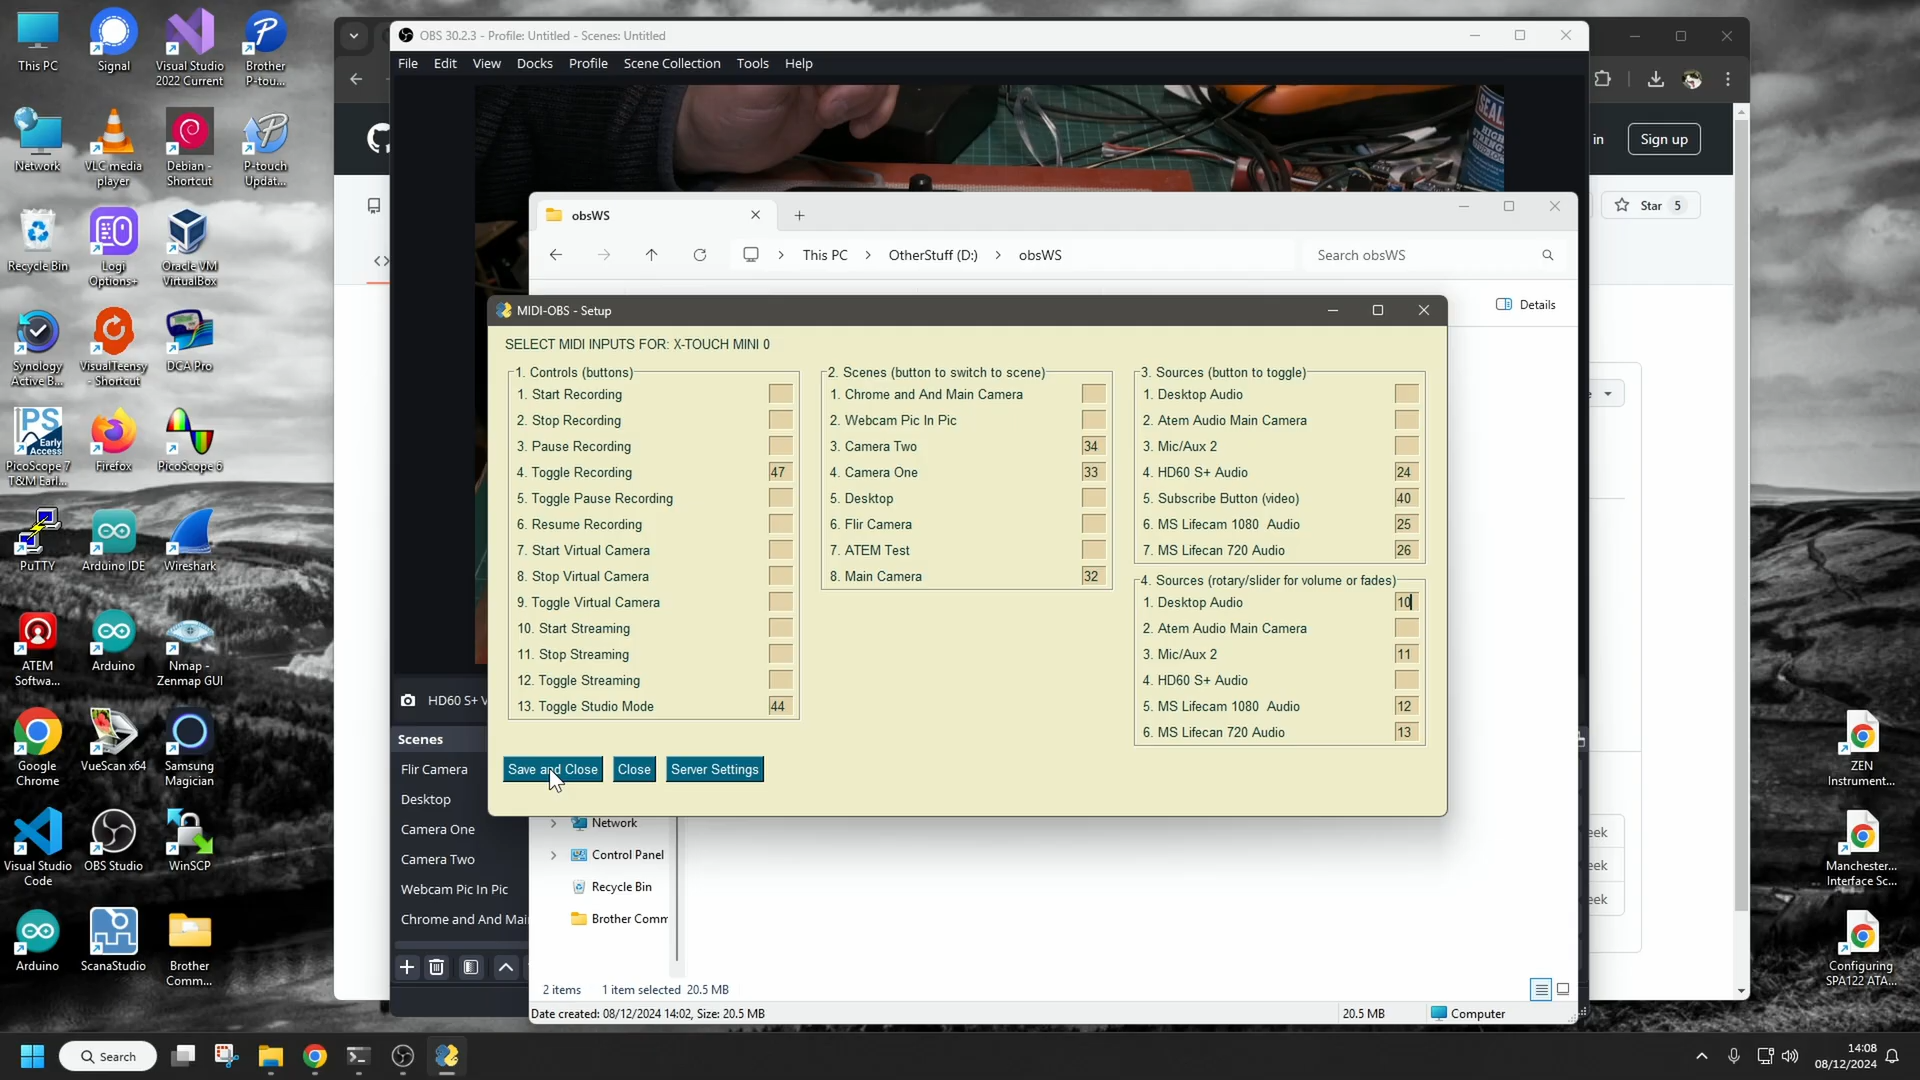 This PC
Signal
Visual Studio
2022 Current
Brother
P-tou...
Network
VLC media
player
Debian -
Shortcut
P-touch
Updat...
Recycle Bin
Logi
Options+
Oracle VM
VirtualBox
Synology
Active B...
VisualTeensy
- Shortcut
DCA Pro
PS
Early
Access
PicoScope 7
T&M Earl...
Firefox
PicoScope 6
PuTTY
Arduino IDE
Wireshark
ATEM
Softwa...
Arduino
Nmap -
Zenmap GUI
Google
Chrome
VueScan x64
Samsung
Magician
Visual Studio
Code
OBS Studio
WinSCP
Arduino
ScanaStudio
Brother
Comm...
OBS 30.2.3 - Profile: Untitled - Scenes: Untitled
File Edit View Docks Profile Scene Collection Tools Help
in
Sign up
Star 5
obsWS
This PC > OtherStuff (D:) > obsWS
Search obsWS
Details
MIDI-OBS - Setup
SELECT MIDI INPUTS FOR: X-TOUCH MINI 0
1. Controls (buttons)
1. Start Recording
2. Stop Recording
3. Pause Recording
4. Toggle Recording 47
5. Toggle Pause Recording
6. Resume Recording
7. Start Virtual Camera
8. Stop Virtual Camera
9. Toggle Virtual Camera
10. Start Streaming
11. Stop Streaming
12. Toggle Streaming
13. Toggle Studio Mode 44
2. Scenes (button to switch to scene)
1. Chrome and And Main Camera
2. Webcam Pic In Pic
3. Camera Two 34
4. Camera One 33
5. Desktop
6. Flir Camera
7. ATEM Test
8. Main Camera 32
3. Sources (button to toggle)
1. Desktop Audio
2. Atem Audio Main Camera
3. Mic/Aux 2
4. HD60 S+ Audio 24
5. Subscribe Button (video) 40
6. MS Lifecam 1080 Audio 25
7. MS Lifecan 720 Audio 26
4. Sources (rotary/slider for volume or fades)
1. Desktop Audio 10
2. Atem Audio Main Camera
3. Mic/Aux 2 11
4. HD60 S+ Audio
5. MS Lifecam 1080 Audio 12
6. MS Lifecan 720 Audio 13
Save and Close Close Server Settings
HD60 S+ V
Scenes
Flir Camera
Desktop
Camera One
Camera Two
Webcam Pic In Pic
Chrome and And Mai
Network
Control Panel
Recycle Bin
Brother Comm
2 items 1 item selected 20.5 MB
Date created: 08/12/2024 14:02, Size: 20.5 MB
20.5 MB
Computer
eek
eek
eek
ZEN
Instrument...
Manchester...
Interface Sc...
Configuring
SPA122 ATA...
Search
14:08
08/12/2024